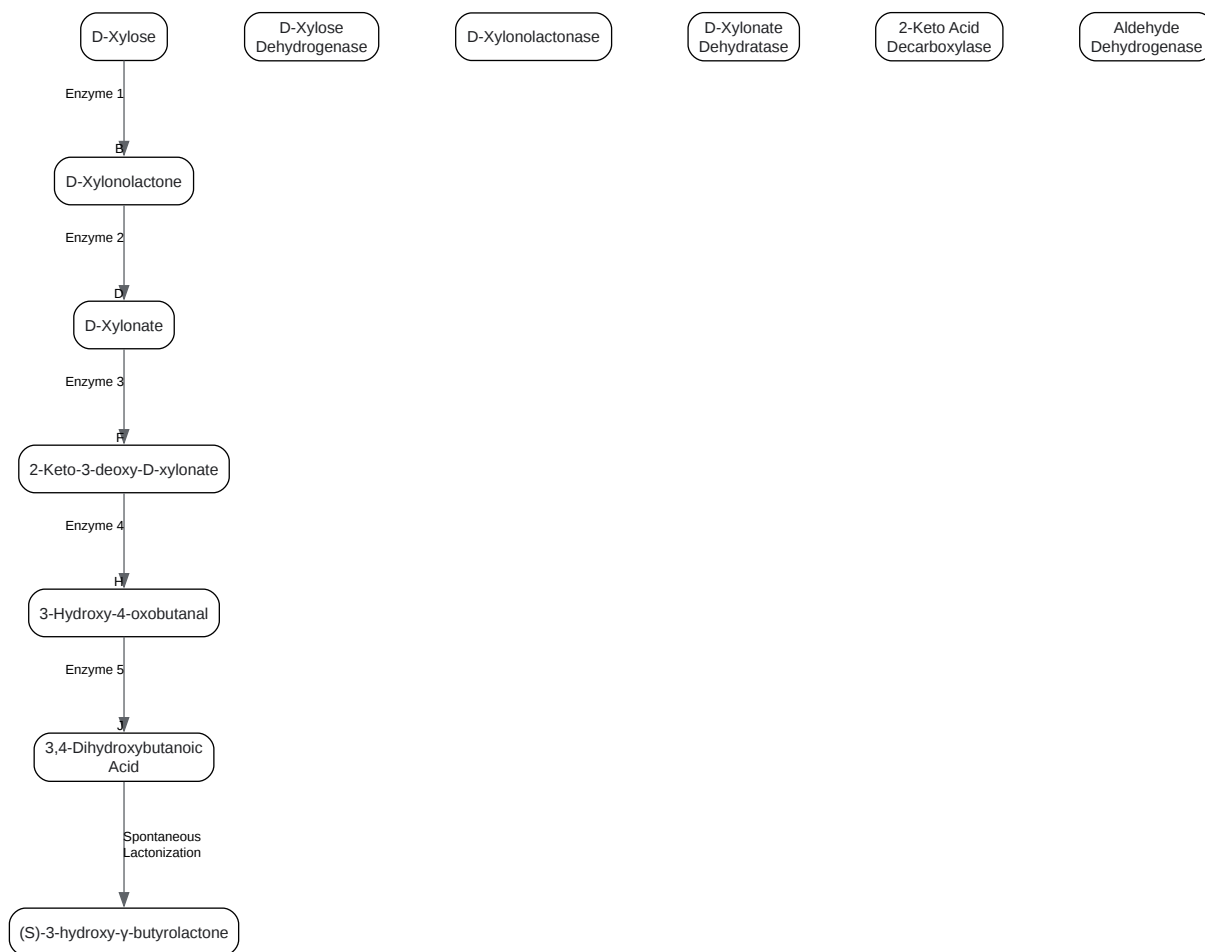 D-Xylose
D-Xylose
Dehydrogenase
D-Xylonolactonase
D-Xylonate
Dehydratase
2-Keto Acid
Decarboxylase
Aldehyde
Dehydrogenase
Enzyme 1
B
D-Xylonolactone
Enzyme 2
D
D-Xylonate
Enzyme 3
F
2-Keto-3-deoxy-D-xylonate
Enzyme 4
H
3-Hydroxy-4-oxobutanal
Enzyme 5
J
3,4-Dihydroxybutanoic
Acid
Spontaneous
Lactonization
(S)-3-hydroxy-γ-butyrolactone